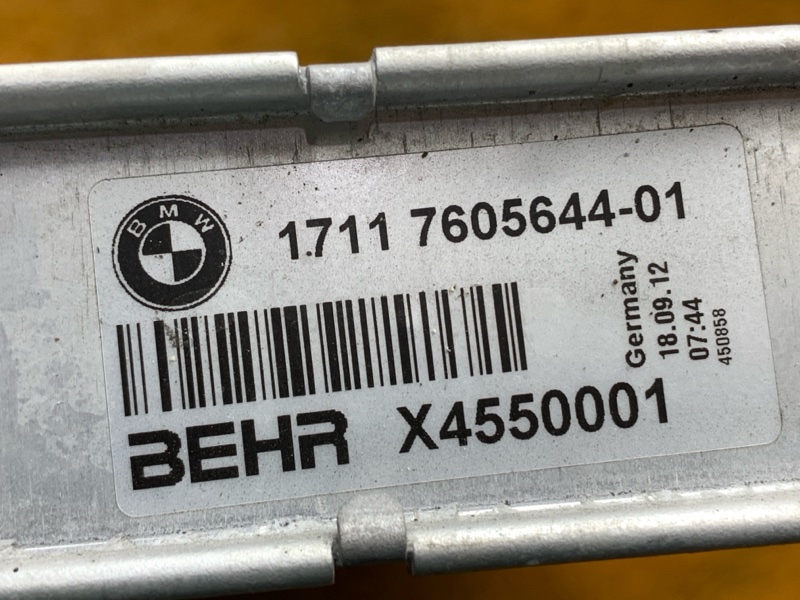 BMW
1711 7605644-01
Germany
18.09.12
07:44
450858
BEHR X4550001